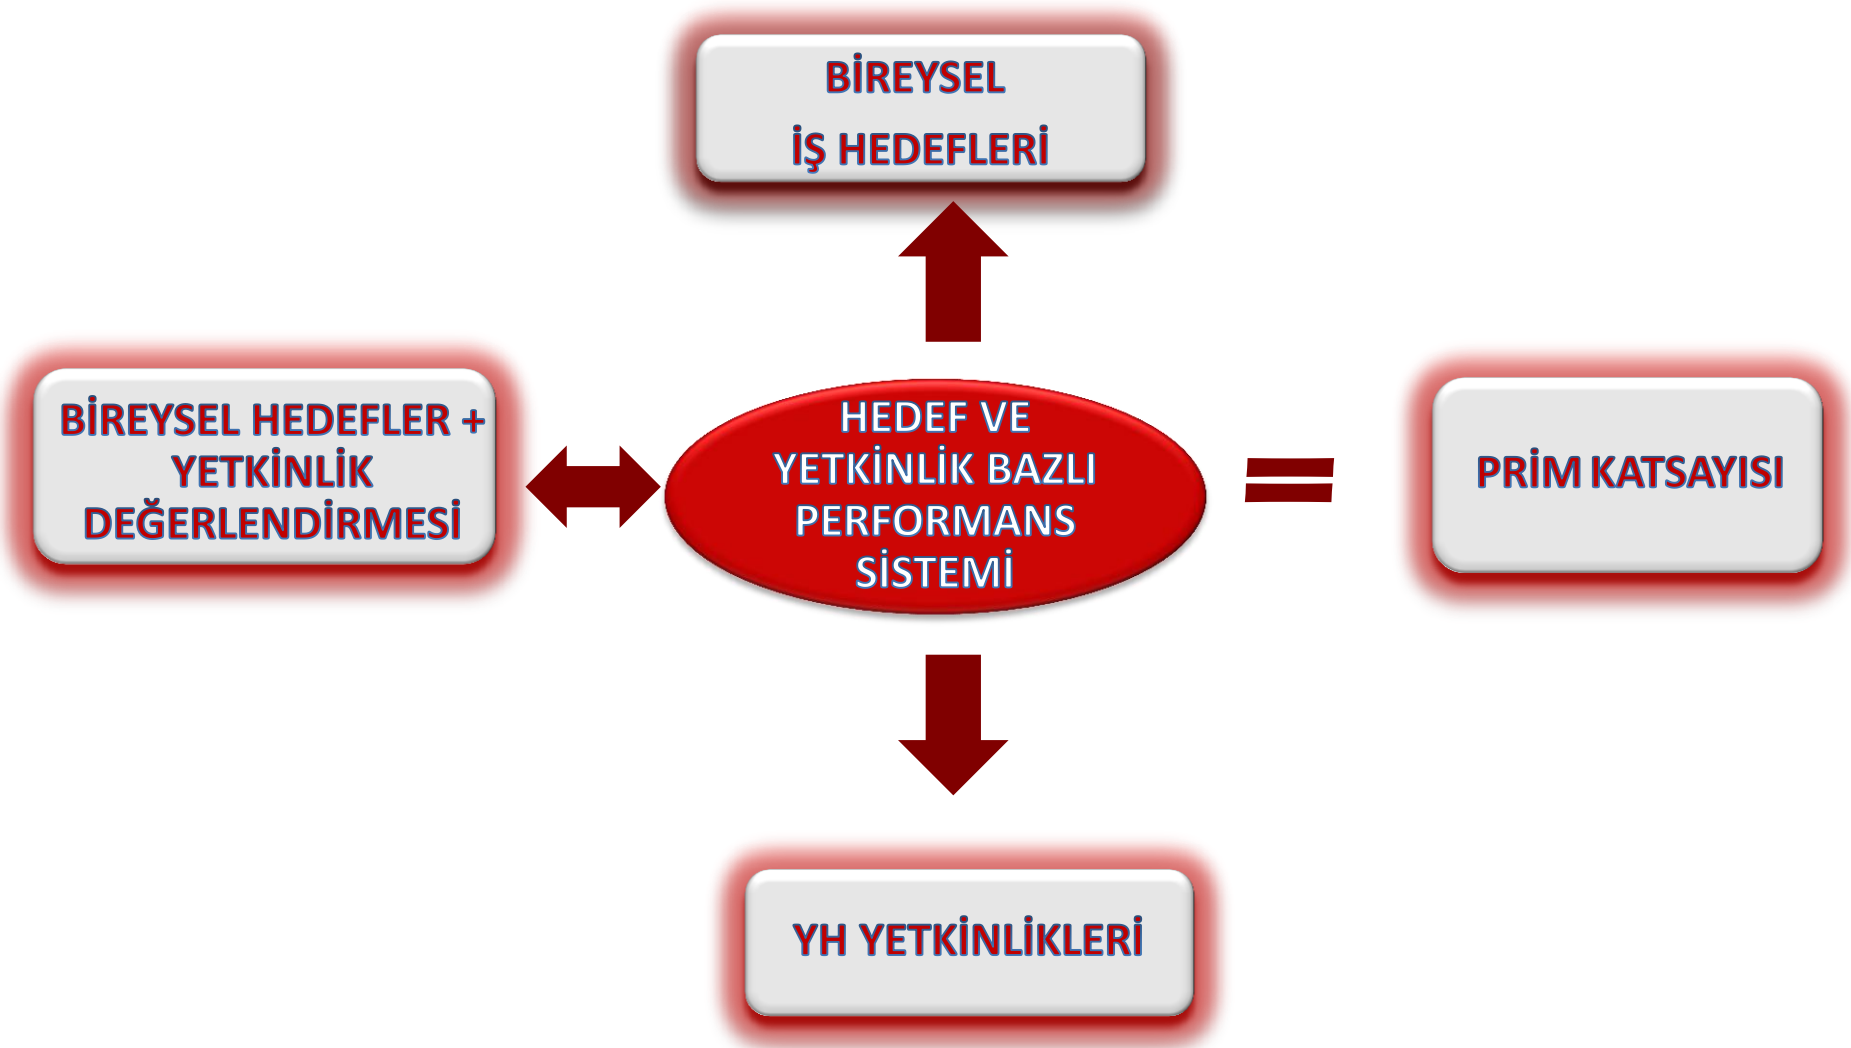 BİREYSEL
İŞ HEDEFLERİ
BİREYSEL HEDEFLER +
YETKİNLİK
DEĞERLENDİRMESİ
HEDEF VE
YETKİNLİK BAZLI
PERFORMANS
SİSTEMİ
=
PRİM KATSAYISI
YH YETKİNLİKLERİ